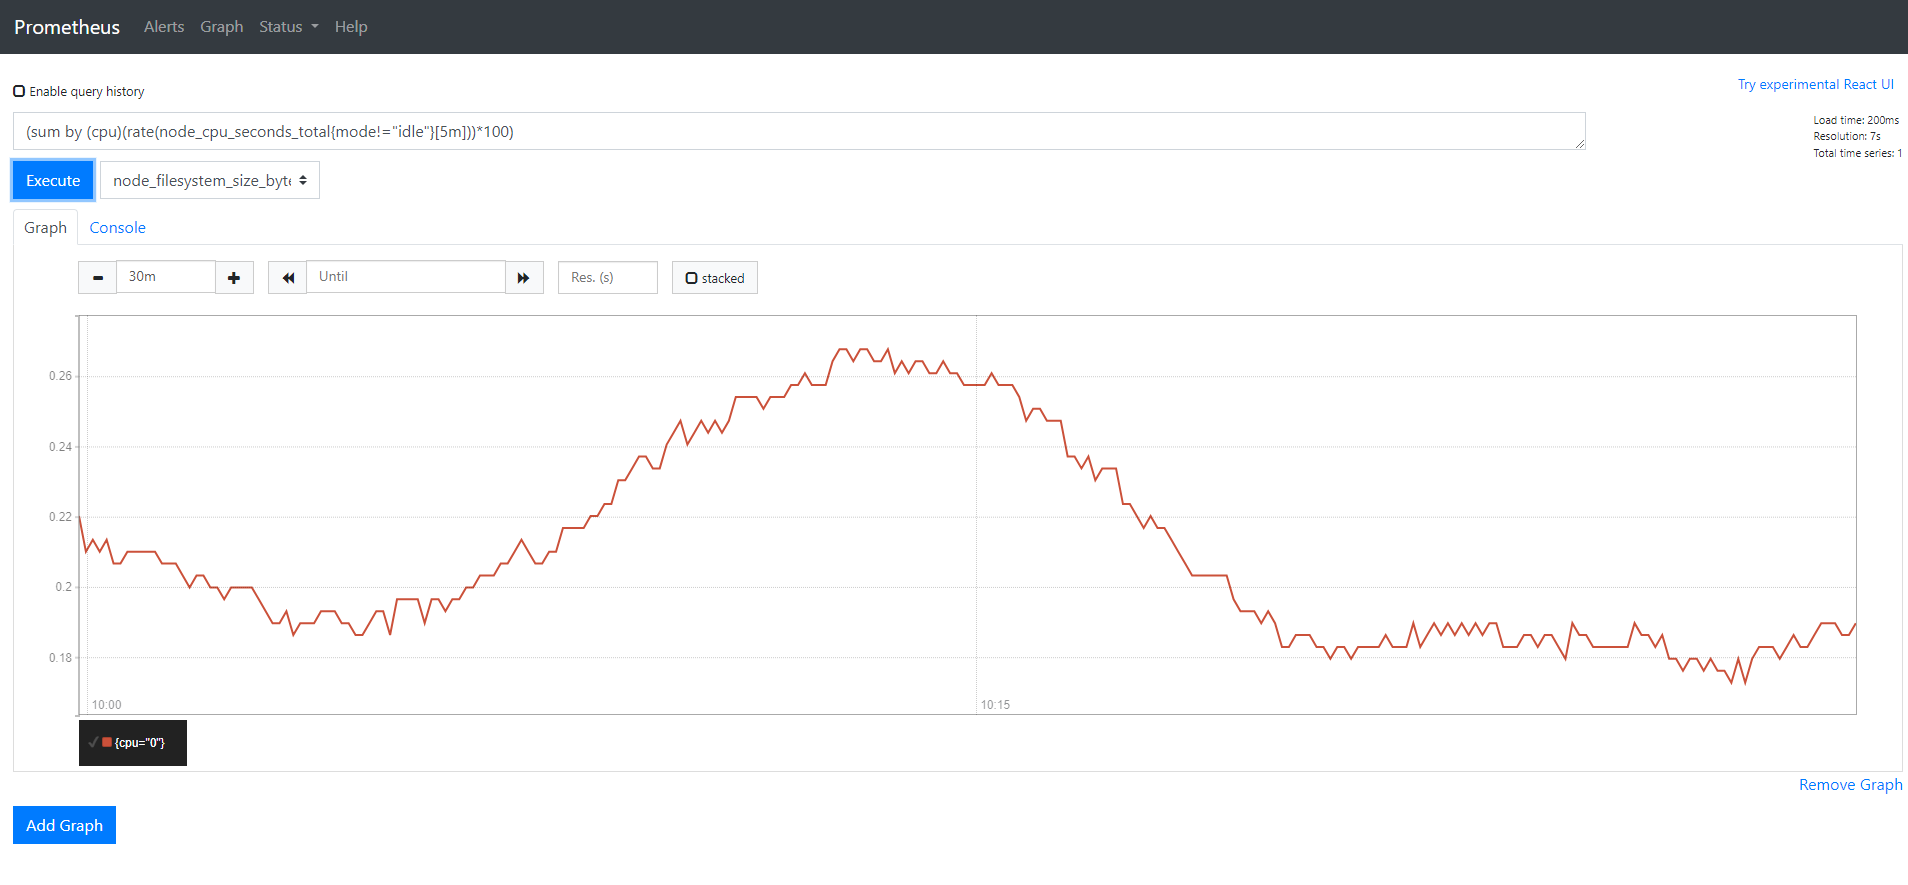 Prometheus Alerts Graph Status Help
Try experimental React UI
Enable query history
(sum by (cpu)(rate(node_cpu_seconds_total{mode!="idle"}[5m]))*100)
Load time: 200ms
Resolution: 7s
Total time series: 1
Execute node_filesystem_size_byte
Graph Console
30m Until Res. (s) stacked
0.26
0.24
0.22
0.2
0.18
10:00 10:15
{cpu="0"}
Remove Graph
Add Graph